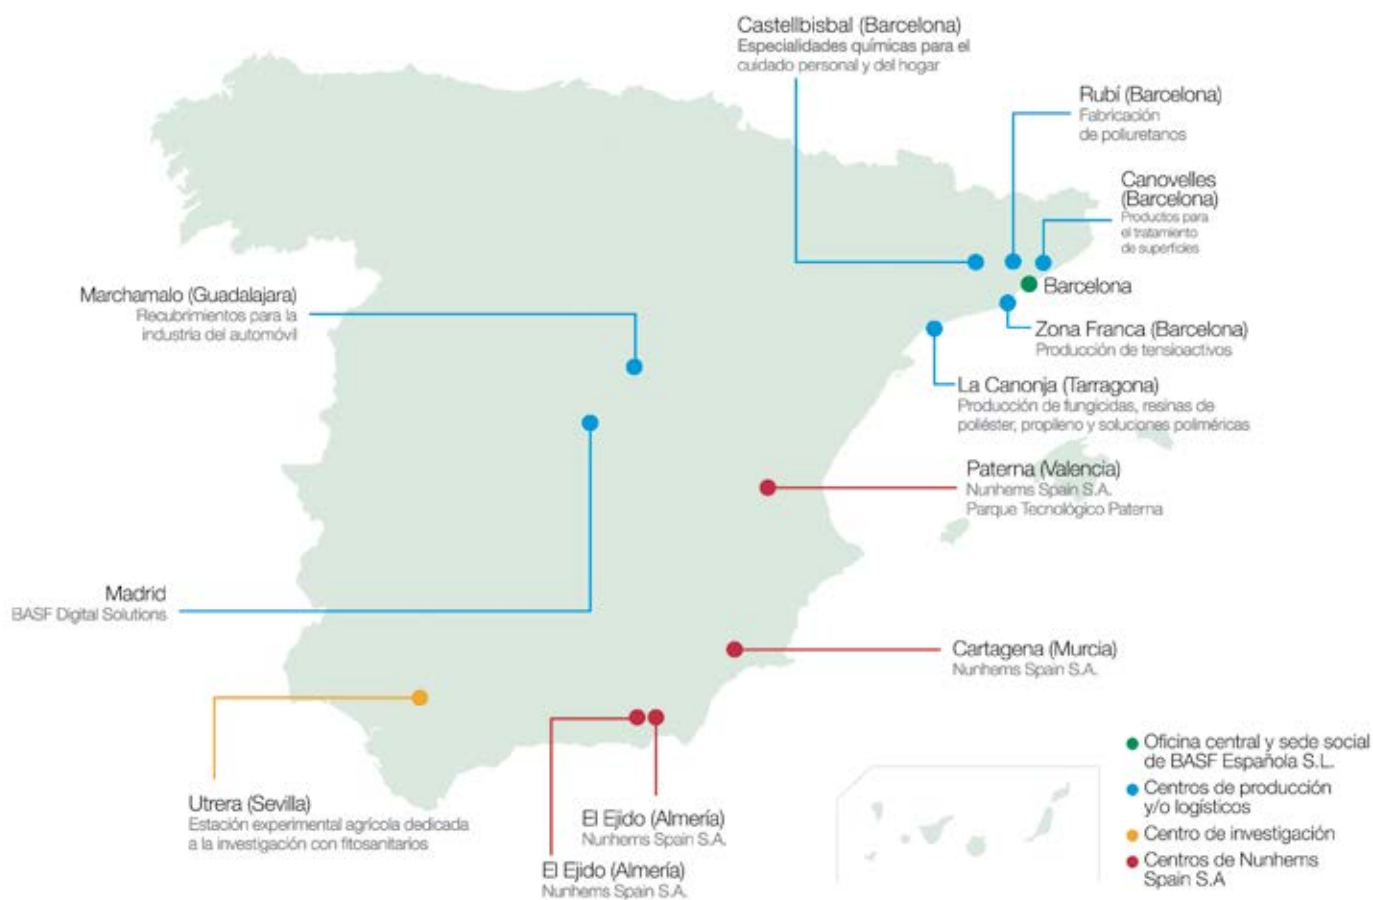 Castellbisbal (Barcelona)
Especialidades químicas para el
cuidado personal y del hogar
Rubí (Barcelona)
Fabricación
de poliuretanos
Canovelles
(Barcelona)
Productos para
el tratamiento
de superficies
Marchamalo (Guadalajara)
Recubrimientos para la
industria del automóvil
Barcelona
Zona Franca (Barcelona)
Producción de tensioactivos
La Canonja (Tarragona)
Producción de fungicidas, resinas de
poliéster, propileno y soluciones poliméricas
Paterna (Valencia)
Nunhems Spain S.A.
Parque Tecnológico Paterna
Madrid
BASF Digital Solutions
Cartagena (Murcia)
Nunhems Spain S.A.
Utrera (Sevilla)
Estación experimental agrícola dedicada
a la investigación con fitosanitarios
El Ejido (Almería)
Nunhems Spain S.A.
El Ejido (Almería)
Nunhems Spain S.A.
Oficina central y sede social
de BASF Española S.L.
Centros de producción
y/o logísticos
Centro de investigación
Centros de Nunhems
Spain S.A